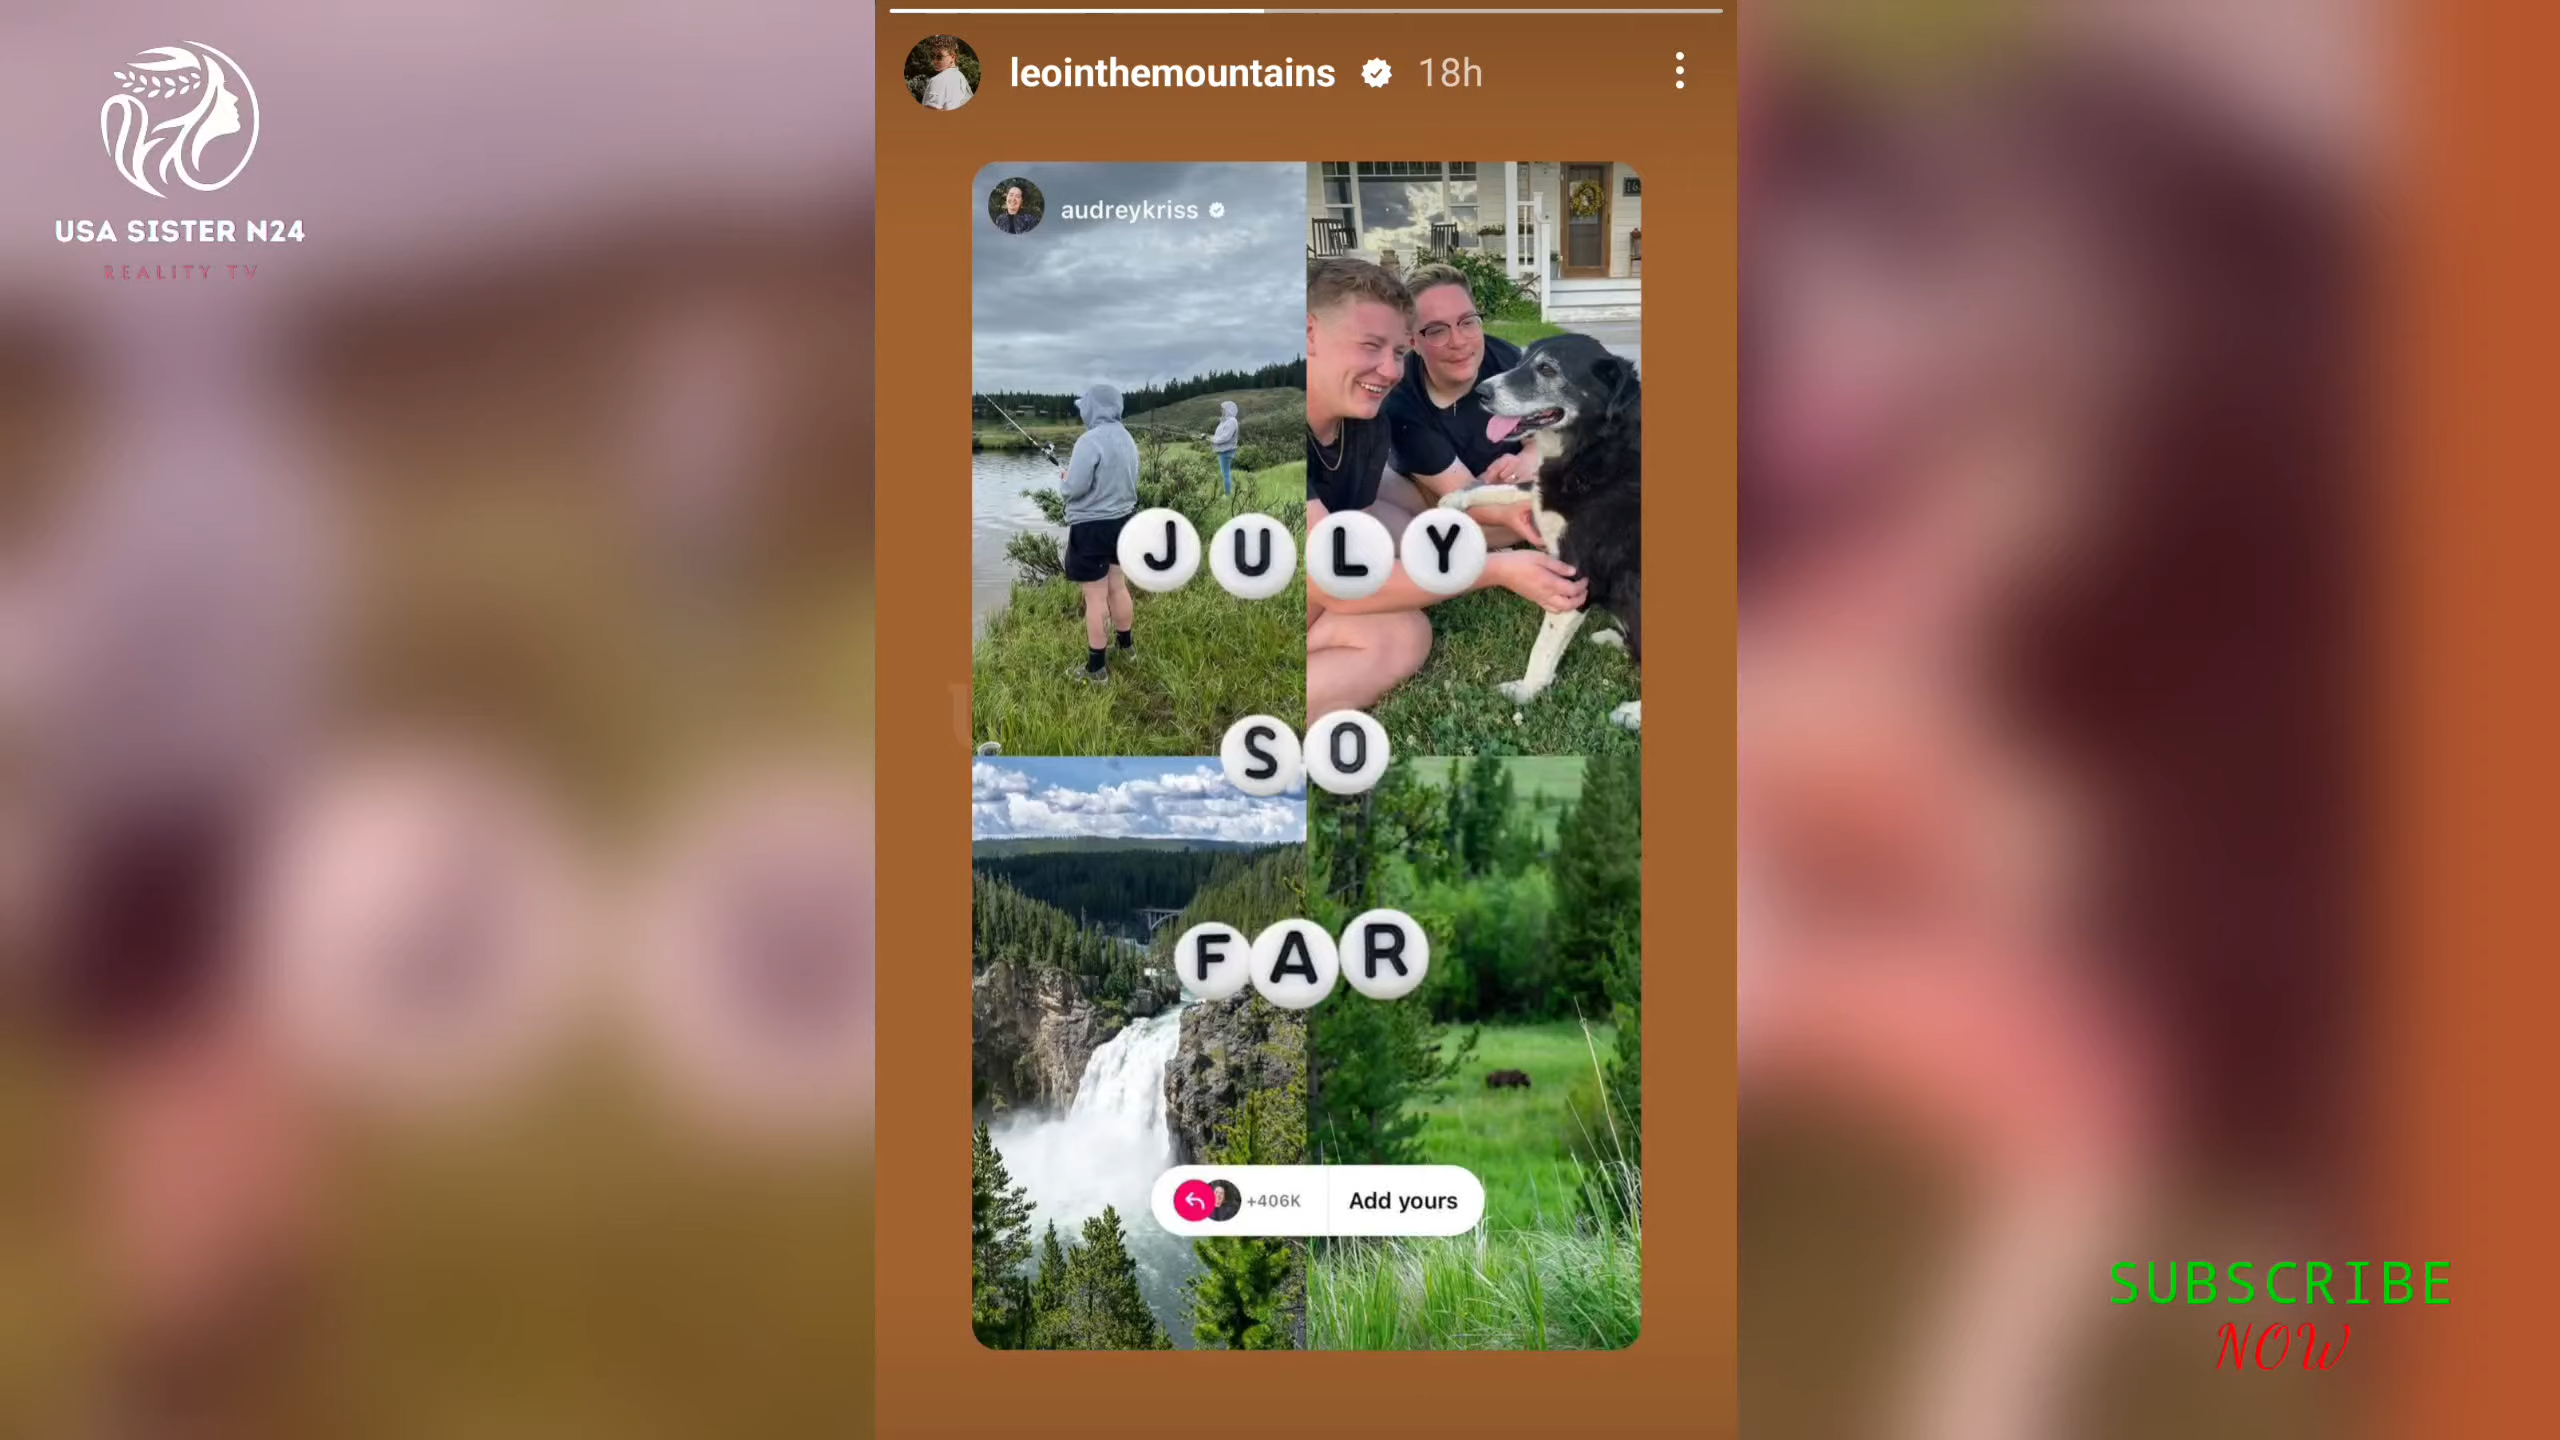 USA SISTER N24
REALITY TV
leointhemountains 18h
audreykriss
JULY
SO
FAR
+406K Add yours
SUBSCRIBE
NOW